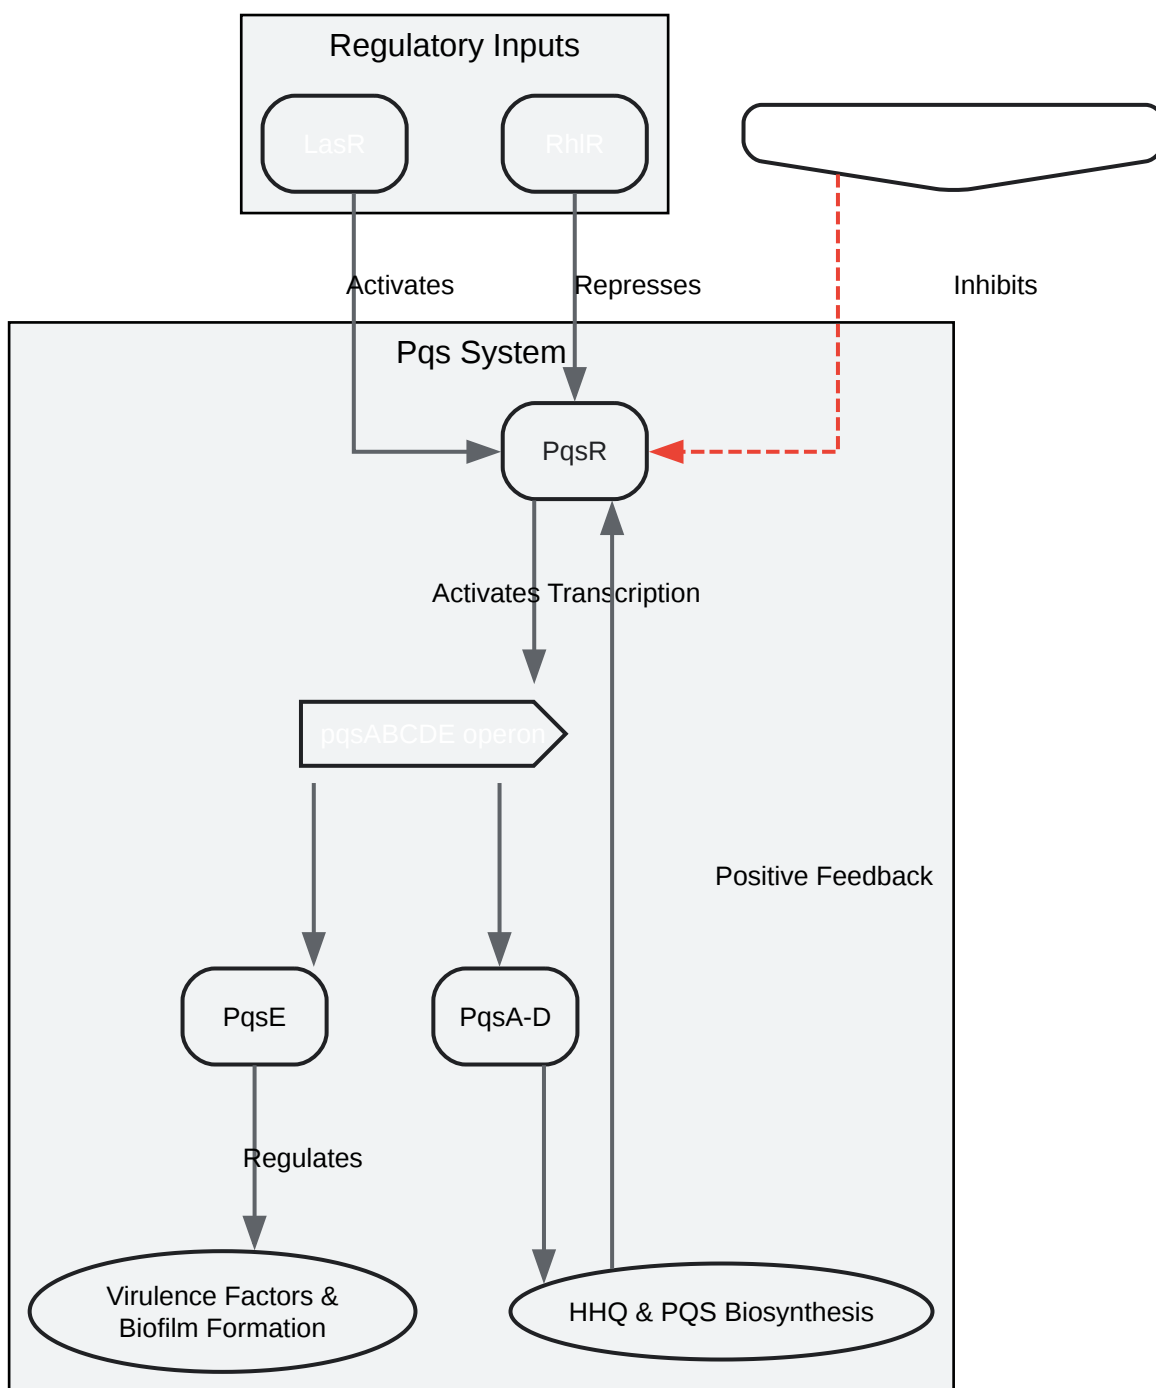 Regulatory Inputs
LasR
RhlR
Activates
Represses
Inhibits
Pqs System
PqsR
Activates Transcription
pqsABCDE operon
Positive Feedback
PqsE
PqsA-D
Regulates
Virulence Factors &
Biofilm Formation
HHQ & PQS Biosynthesis